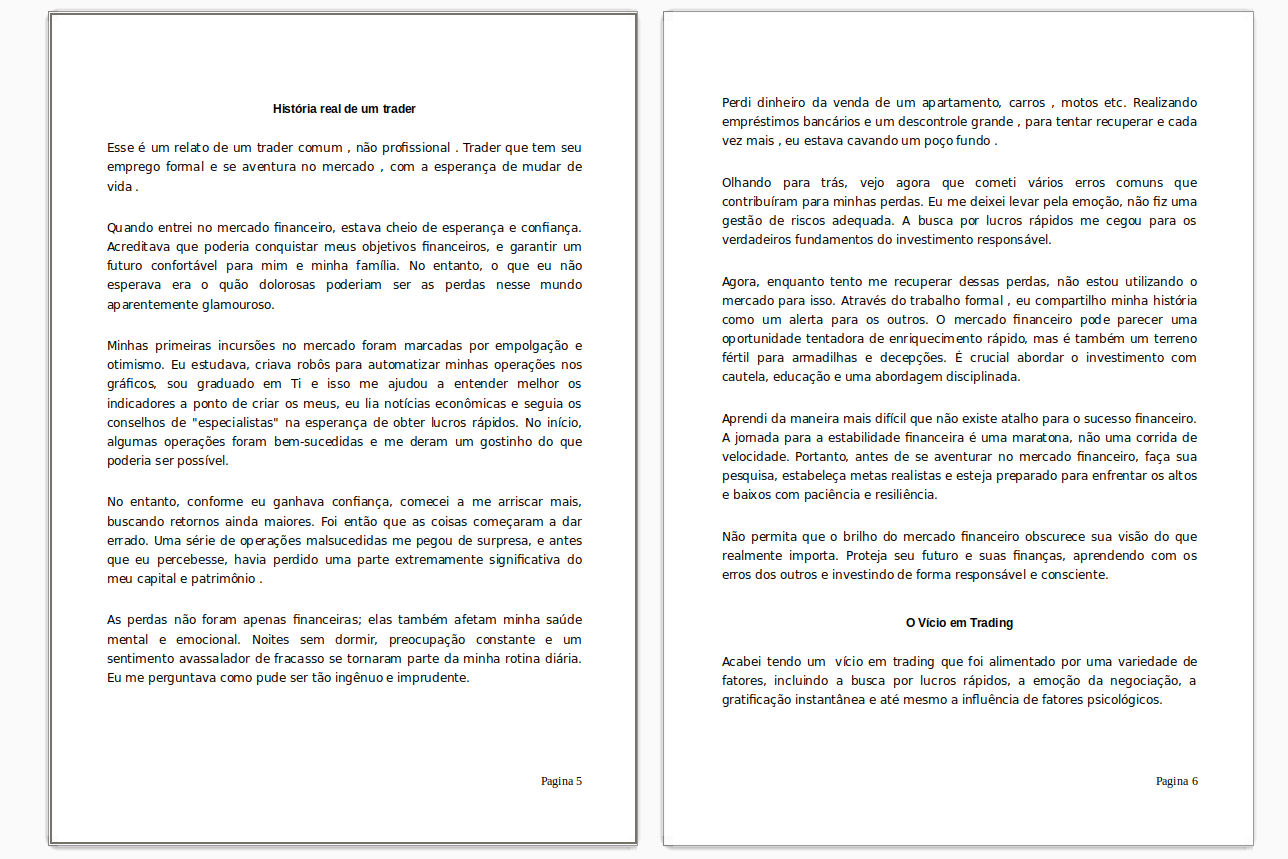 História real de um trader
Esse é um relato de um trader comum , não profissional . Trader que tem seu
emprego formal e se aventura no mercado , com a esperança de mudar de
vida .
Quando entrei no mercado financeiro, estava cheio de esperança e confiança.
Acreditava que poderia conquistar meus objetivos financeiros, e garantir um
futuro confortável para mim e minha família. No entanto, o que eu não
esperava era o quão dolorosas poderiam ser as perdas nesse mundo
aparentemente glamouroso.
Minhas primeiras incursões no mercado foram marcadas por empolgação e
otimismo. Eu estudava, criava robôs para automatizar minhas operações nos
gráficos, sou graduado em Ti e isso me ajudou a entender melhor os
indicadores a ponto de criar os meus, eu lia notícias econômicas e seguia os
conselhos de "especialistas" na esperança de obter lucros rápidos. No início,
algumas operações foram bem-sucedidas e me deram um gostinho do que
poderia ser possível.
No entanto, conforme eu ganhava confiança, comecei a me arriscar mais,
buscando retornos ainda maiores. Foi então que as coisas começaram a dar
errado. Uma série de operações malsucedidas me pegou de surpresa, e antes
que eu percebesse, havia perdido uma parte extremamente significativa do
meu capital e patrimônio .
As perdas não foram apenas financeiras; elas também afetam minha saúde
mental e emocional. Noites sem dormir, preocupação constante e um
sentimento avassalador de fracasso se tornaram parte da minha rotina diária.
Eu me perguntava como pude ser tão ingênuo e imprudente.
Pagina 5
Perdi dinheiro da venda de um apartamento, carros , motos etc. Realizando
empréstimos bancários e um descontrole grande , para tentar recuperar e cada
vez mais , eu estava cavando um poço fundo .
Olhando para trás, vejo agora que cometi vários erros comuns que
contribuíram para minhas perdas. Eu me deixei levar pela emoção, não fiz uma
gestão de riscos adequada. A busca por lucros rápidos me cegou para os
verdadeiros fundamentos do investimento responsável.
Agora, enquanto tento me recuperar dessas perdas, não estou utilizando o
mercado para isso. Através do trabalho formal , eu compartilho minha história
como um alerta para os outros. O mercado financeiro pode parecer uma
oportunidade tentadora de enriquecimento rápido, mas é também um terreno
fértil para armadilhas e decepções. É crucial abordar o investimento com
cautela, educação e uma abordagem disciplinada.
Aprendi da maneira mais difícil que não existe atalho para o sucesso financeiro.
A jornada para a estabilidade financeira é uma maratona, não uma corrida de
velocidade. Portanto, antes de se aventurar no mercado financeiro, faça sua
pesquisa, estabeleça metas realistas e esteja preparado para enfrentar os altos
e baixos com paciência e resiliência.
Não permita que o brilho do mercado financeiro obscurece sua visão do que
realmente importa. Proteja seu futuro e suas finanças, aprendendo com os
erros dos outros e investindo de forma responsável e consciente.
O Vício em Trading
Acabei tendo um  vício em trading que foi alimentado por uma variedade de
fatores, incluindo a busca por lucros rápidos, a emoção da negociação, a
gratificação instantânea e até mesmo a influência de fatores psicológicos.
Pagina 6